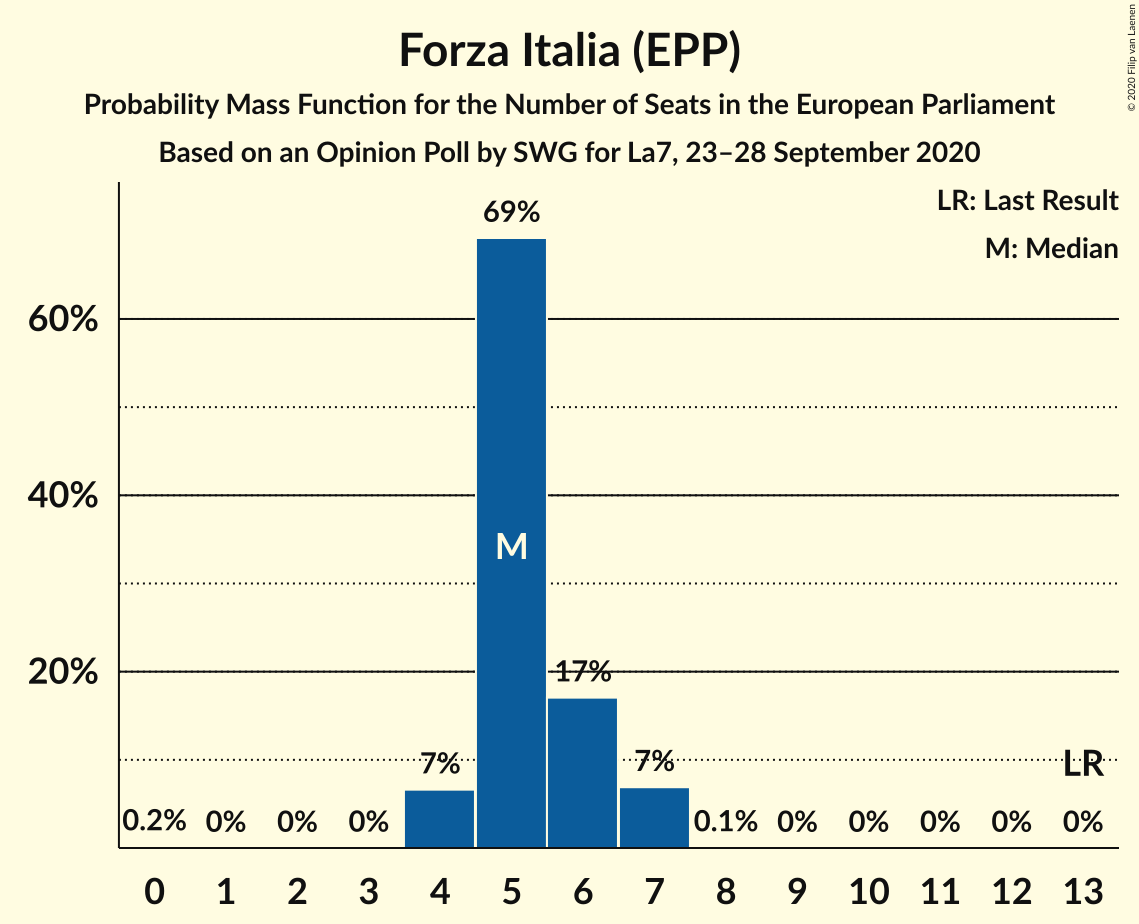 Forza Italia (EPP)
Probability Mass Function for the Number of Seats in the European Parliament
Based on an Opinion Poll by SWG for La7, 23–28 September 2020
© 2020 Filip van Laenen
LR: Last Result
M: Median
69%
60%
40%
M
20%
17%
7%
7%
LR
0.2% 0% 0% 0% 0.1% 0% 0% 0% 0% 0%
0 1 2 3 4 5 6 7 8 9 10 11 12 13